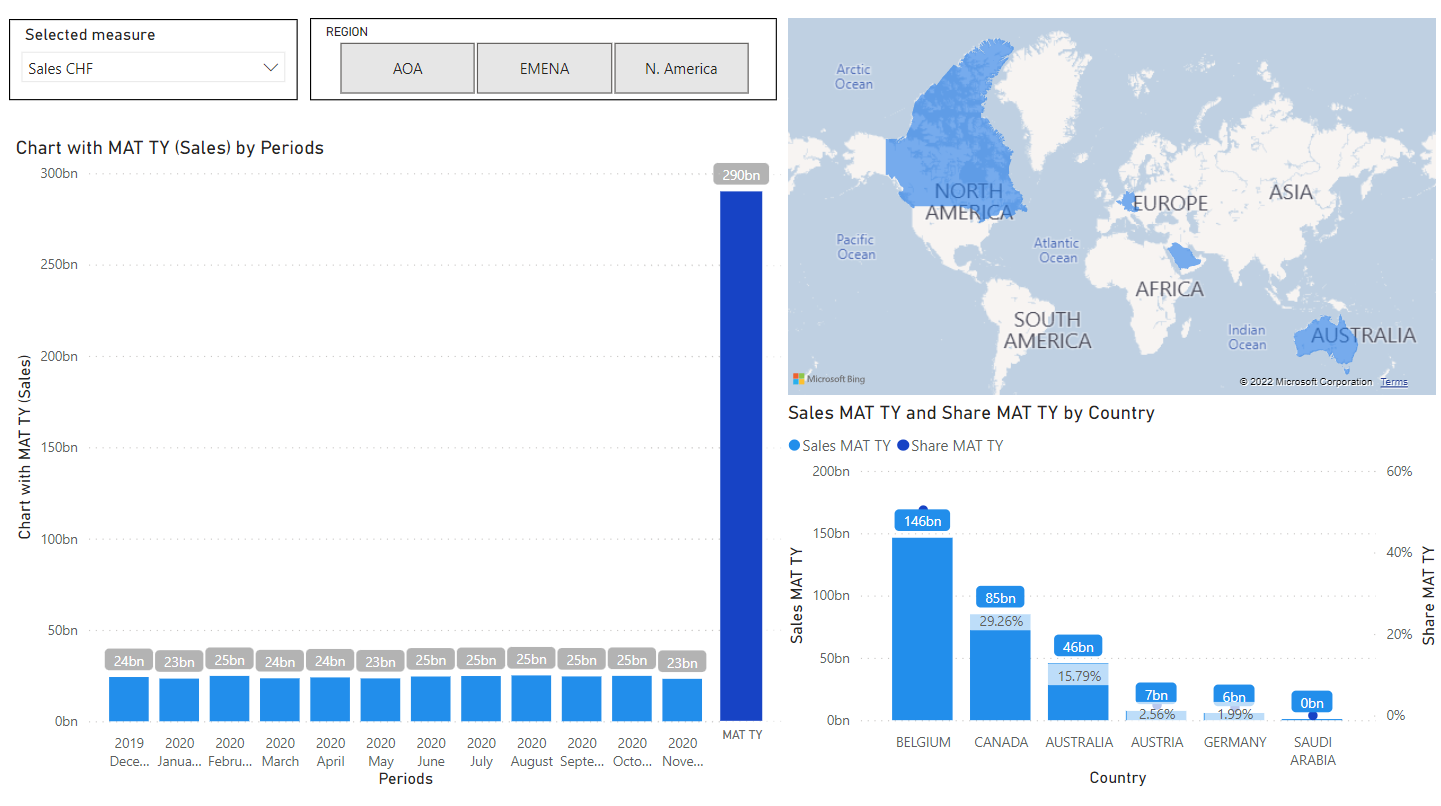 Selected measure
Sales CHF
REGION
AOA
EMENA
N. America
Chart with MAT TY (Sales) by Periods
Chart with MAT TY (Sales)
300bn
250bn
200bn
150bn
100bn
50bn
0bn
24bn
23bn
25bn
24bn
24bn
23bn
25bn
25bn
25bn
25bn
25bn
23bn
290bn
2019 Dece...
2020 Janua...
2020 Febru...
2020 March
2020 April
2020 May
2020 June
2020 July
2020 August
2020 Septe...
2020 Octo...
2020 Nove...
MAT TY
Periods
Arctic
Ocean
NORTH
AMERICA
EUROPE
ASIA
Pacific
Ocean
Atlantic
Ocean
AFRICA
SOUTH
AMERICA
Indian
Ocean
AUSTRALIA
Microsoft Bing
© 2022 Microsoft Corporation Terms
Sales MAT TY and Share MAT TY by Country
Sales MAT TY Share MAT TY
Sales MAT TY
200bn
150bn
100bn
50bn
0bn
146bn
85bn
29.26%
46bn
15.79%
7bn
2.56%
6bn
1.99%
0bn
60%
40%
20%
0%
Share MAT TY
BELGIUM
CANADA
AUSTRALIA
AUSTRIA
GERMANY
SAUDI
ARABIA
Country